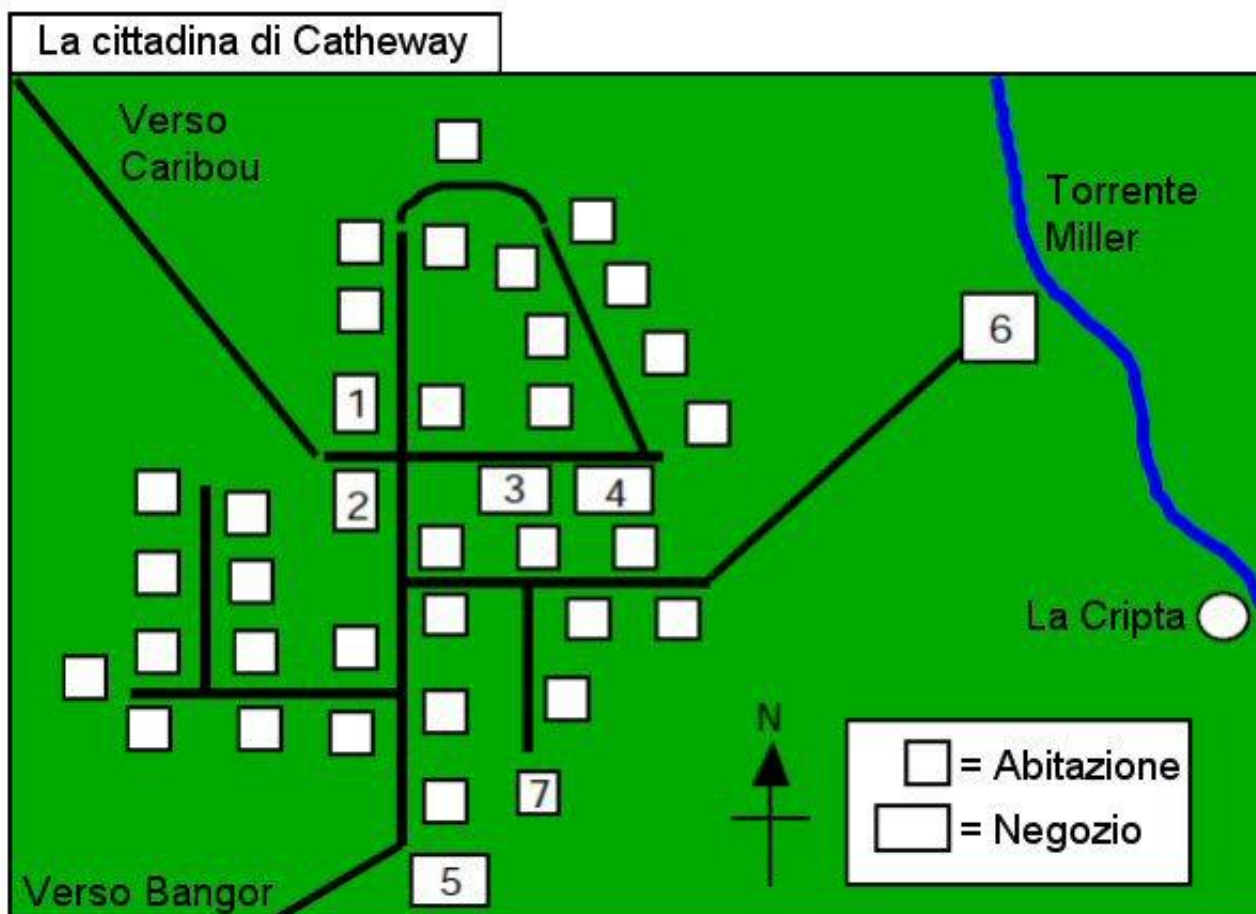 La cittadina di Catheway
Verso
Caribou
Torrente
Miller
6
1
2
3
4
La Cripta
N
7
5
= Abitazione
= Negozio
Verso Bangor